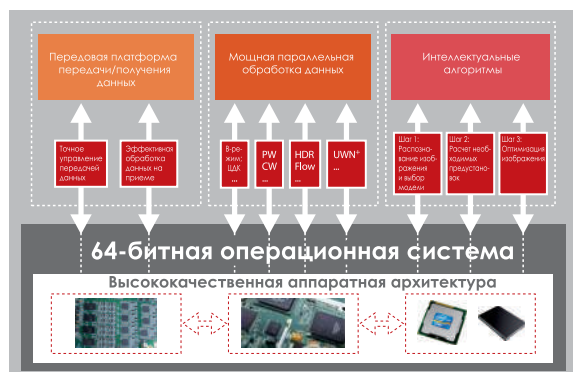 Передовая платформа
передачи/получения
данных
Мощная параллельная
обработка данных
Интеллектуальные
алгоритмы
Точное
управление
передачей
данных
Эффективная
обработка
данных на
приеме
В-ре-
жим;
ЦДК
...
PW
CW
...
HDR
Flow
...
UWN+
...
Шаг 1:
Распозна-
вание изо-
бражения
и выбор
модели
Шаг 2:
Расчет необ-
ходимых
предустано-
вок
Шаг 3:
Оптимизация
изображения
64-битная операционная система
Высококачественная аппаратная архитектура